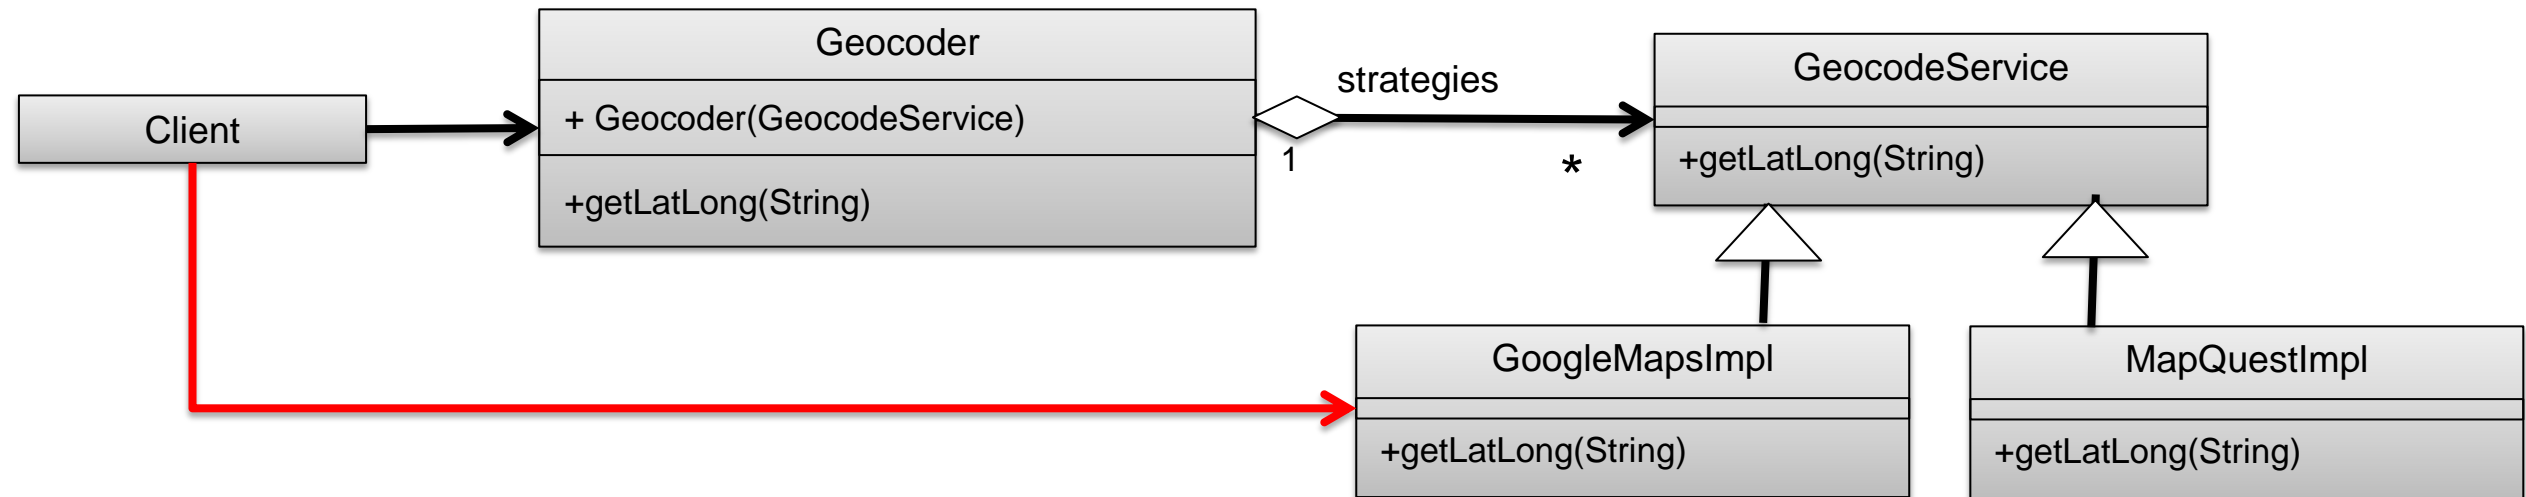 Client
Geocoder
+ Geocoder(GeocodeService)
+getLatLong(String)
strategies
1
*
GeocodeService
+getLatLong(String)
GoogleMapsImpl
+getLatLong(String)
MapQuestImpl
+getLatLong(String)